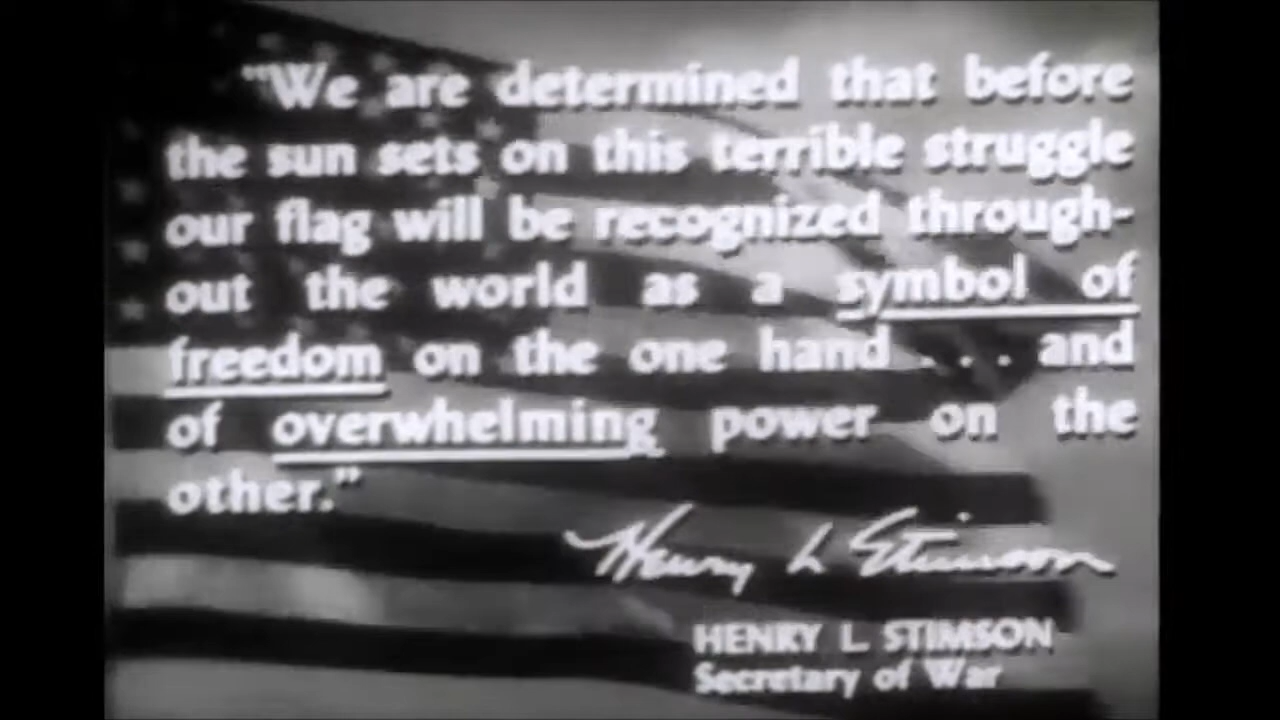 "We are determined that before
the sun sets on this terrible struggle
our flag will be recognized through-
out the world as a symbol of
freedom on the one hand . . . and
of overwhelming power on the
other."
Henry L Stimson
HENRY L. STIMSON
Secretary of War